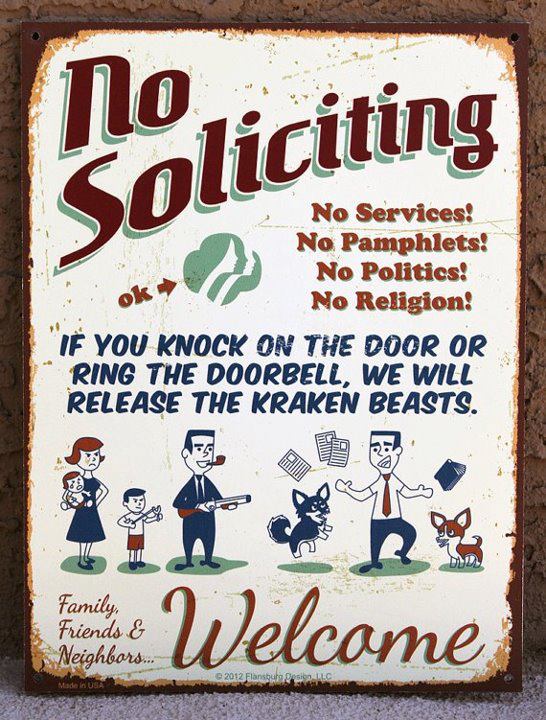 No
Soliciting
No Services!
No Pamphlets!
No Politics!
No Religion!
ok
IF YOU KNOCK ON THE DOOR OR
RING THE DOORBELL, WE WILL
RELEASE THE KRAKEN BEASTS.
Family,
Friends &
Neighbors...
Welcome
Made in USA
© 2012 Flansburg Design, LLC